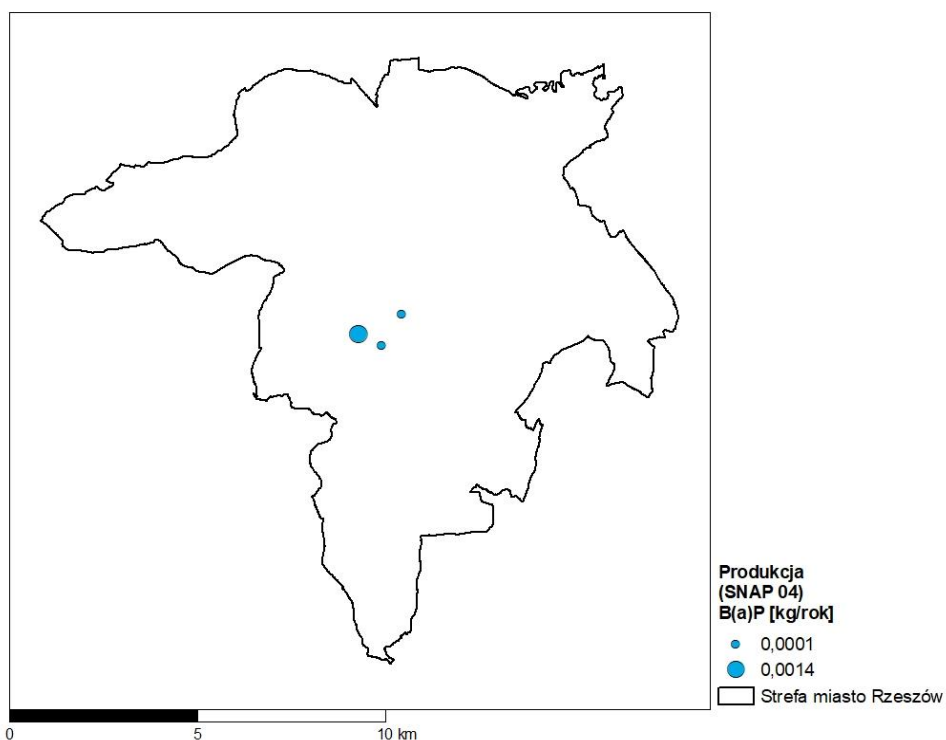 Produkcja
(SNAP 04)
B(a)P [kg/rok]
0,0001
0,0014
Strefa miasto Rzeszów
0 5 10 km